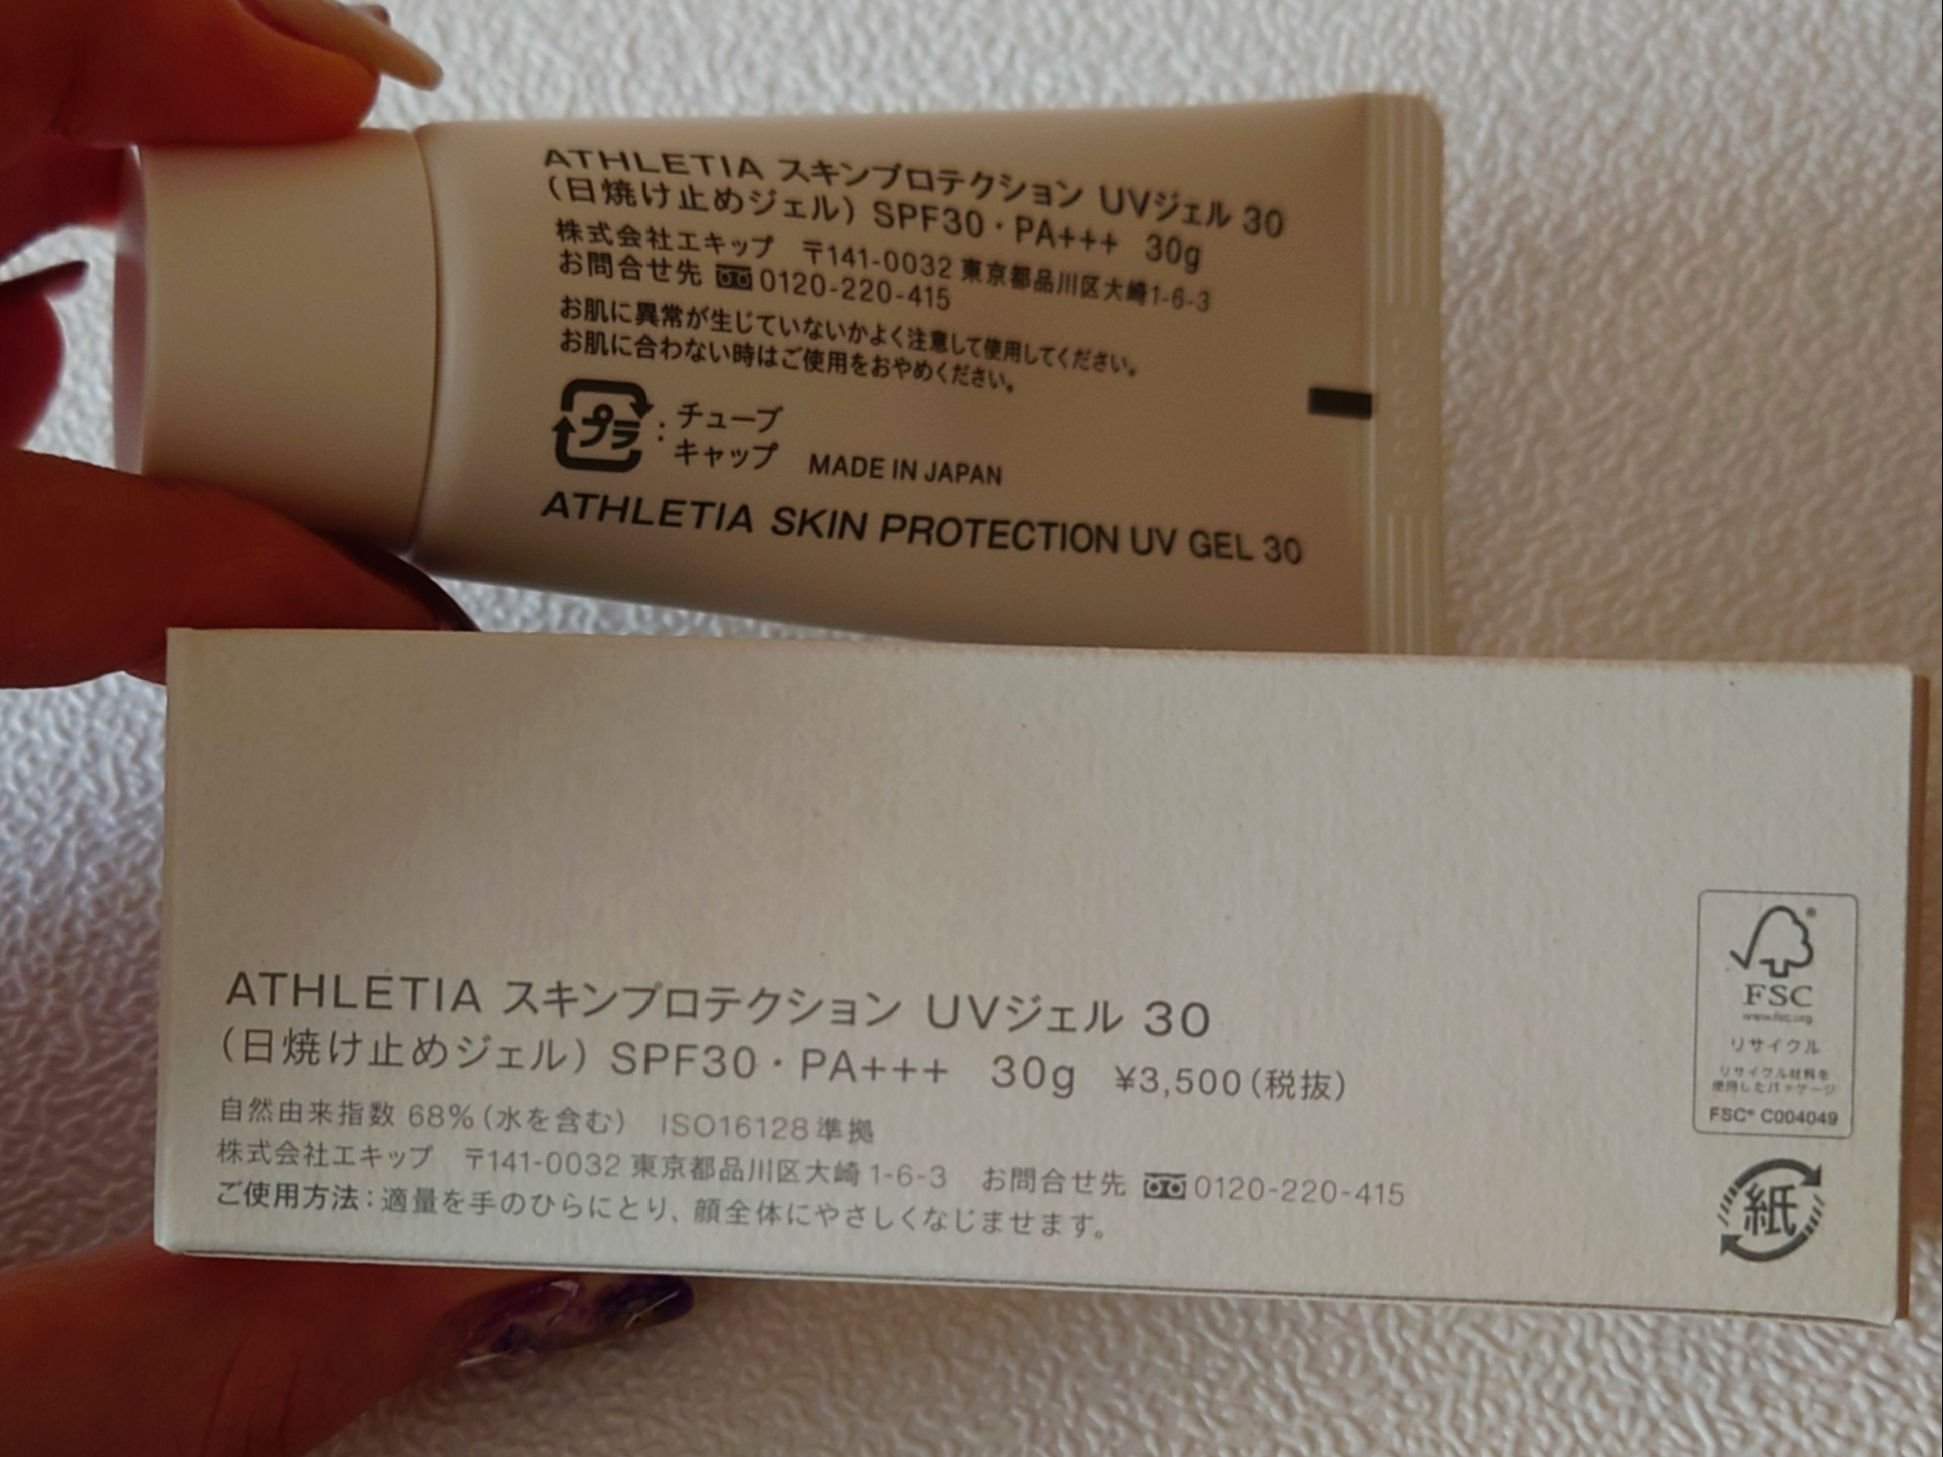 ATHLETIA スキンプロテクション UVジェル 30
（日焼け止めジェル）SPF30・PA+++ 30g
株式会社エキップ 〒141-0032 東京都品川区大崎1-6-3
お問合せ先 0120-220-415
お肌に異常が生じていないかよく注意して使用してください。
お肌に合わない時はご使用をおやめください。
プラ : チューブ
キャップ MADE IN JAPAN
ATHLETIA SKIN PROTECTION UV GEL 30
ATHLETIA スキンプロテクション UVジェル 30
（日焼け止めジェル）SPF30・PA+++ 30g ¥3,500（税抜）
自然由来指数 68%（水を含む） ISO16128準拠
株式会社エキップ 〒141-0032 東京都品川区大崎1-6-3 お問合せ先 0120-220-415
ご使用方法：適量を手のひらにとり、顔全体にやさしくなじませます。
FSC®
www.fsc.org
リサイクル
リサイクル材料を
使用したパッケージ
FSC® C004049
紙